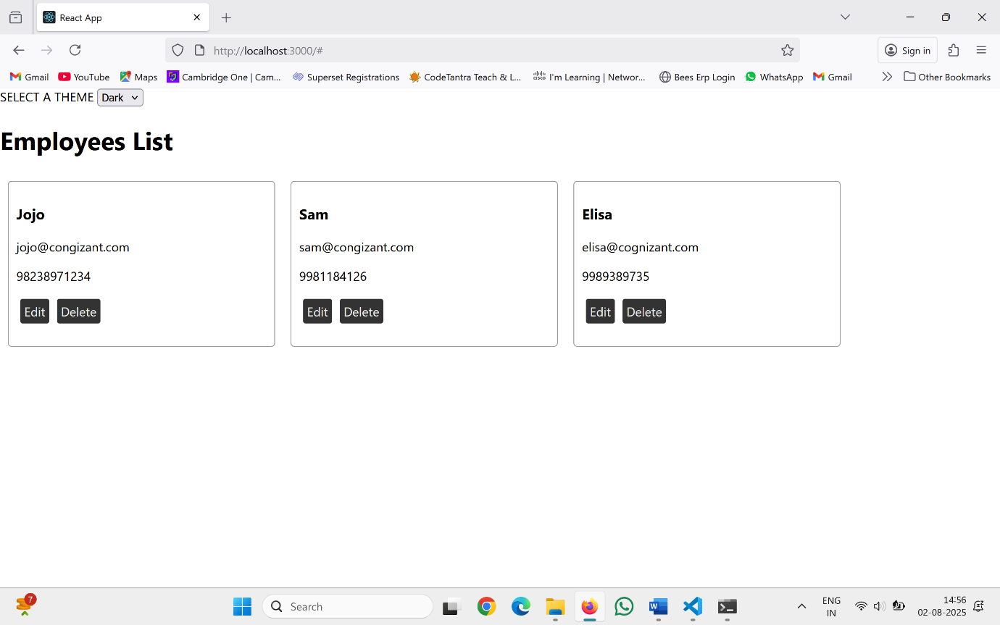 React App
http://localhost:3000/#
Sign in
Gmail YouTube Maps Cambridge One | Cam... Superset Registrations CodeTantra Teach & L... I'm Learning | Networ... Bees Erp Login WhatsApp Gmail Other Bookmarks
SELECT A THEME Dark
Employees List
Jojo
jojo@congizant.com
98238971234
Edit Delete
Sam
sam@congizant.com
9981184126
Edit Delete
Elisa
elisa@cognizant.com
9989389735
Edit Delete
7
Search
ENG
IN
14:56
02-08-2025